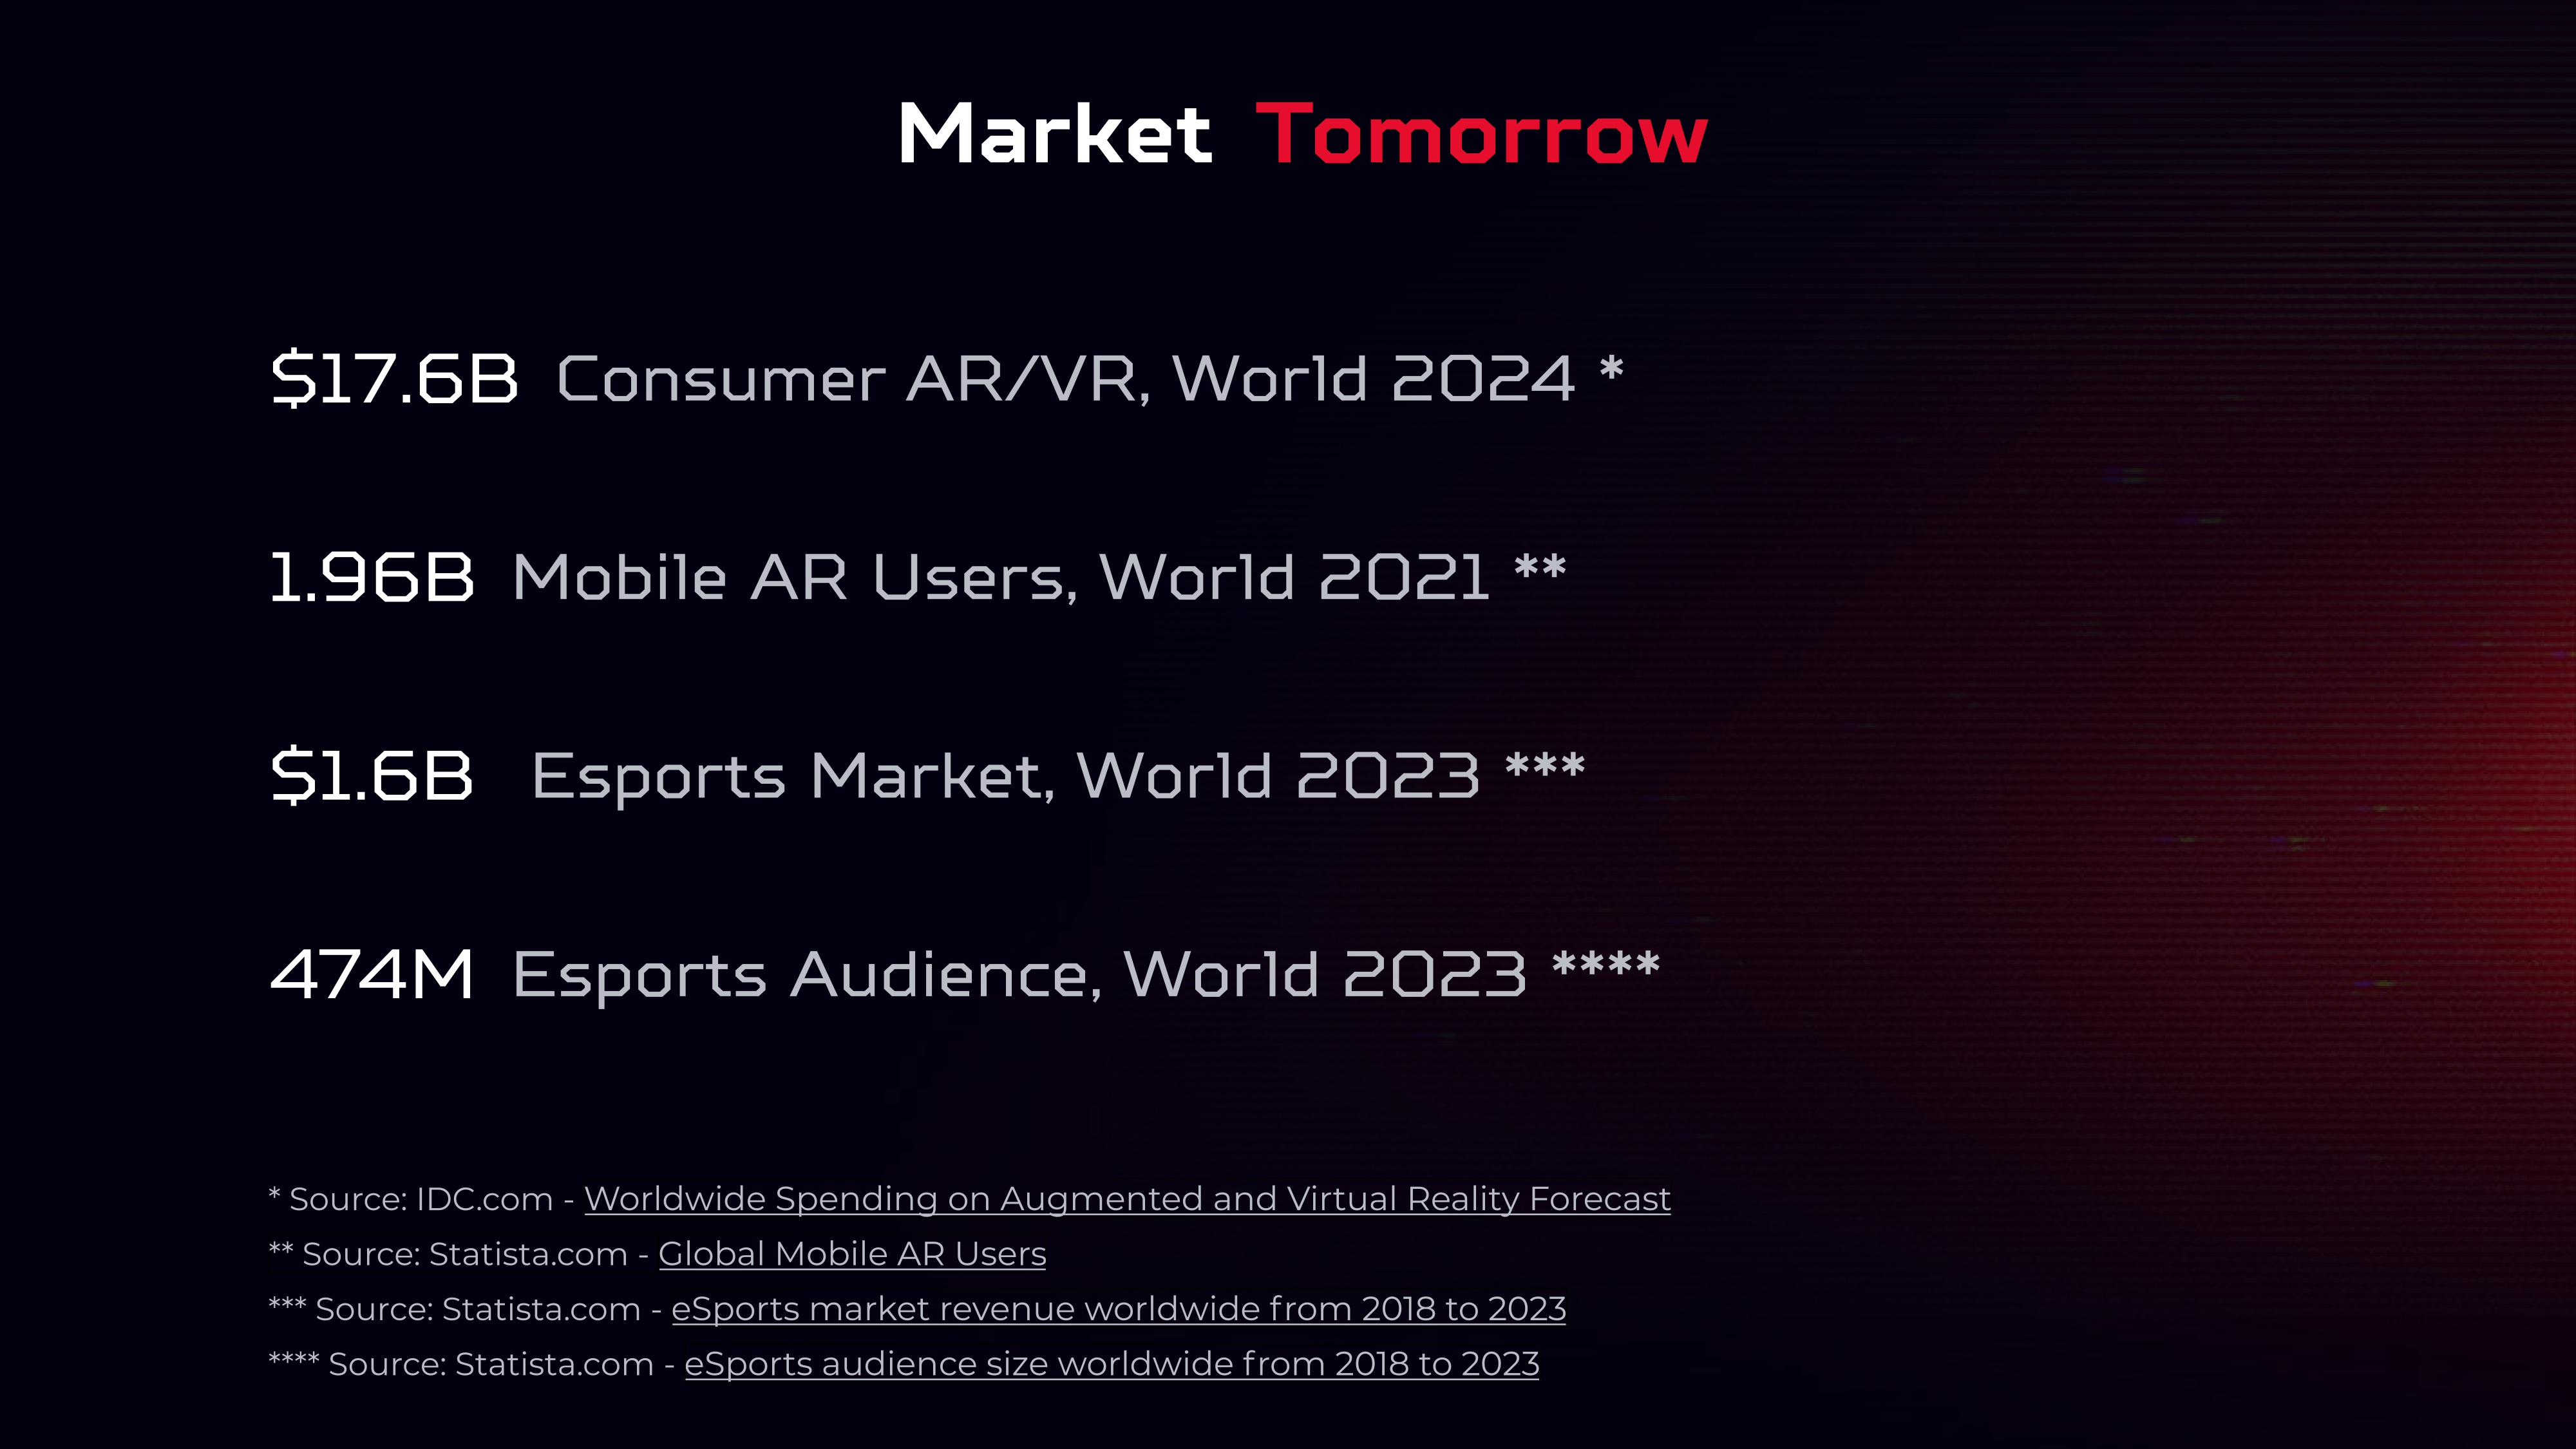 Market Tomorrow
$17.6B Consumer AR/VR, World 2024 *
1.96B Mobile AR Users, World 2021 **
$1.6B Esports Market, World 2023 ***
474M Esports Audience, World 2023 ****
* Source: IDC.com - Worldwide Spending on Augmented and Virtual Reality Forecast
** Source: Statista.com - Global Mobile AR Users
*** Source: Statista.com - eSports market revenue worldwide from 2018 to 2023
**** Source: Statista.com - eSports audience size worldwide from 2018 to 2023